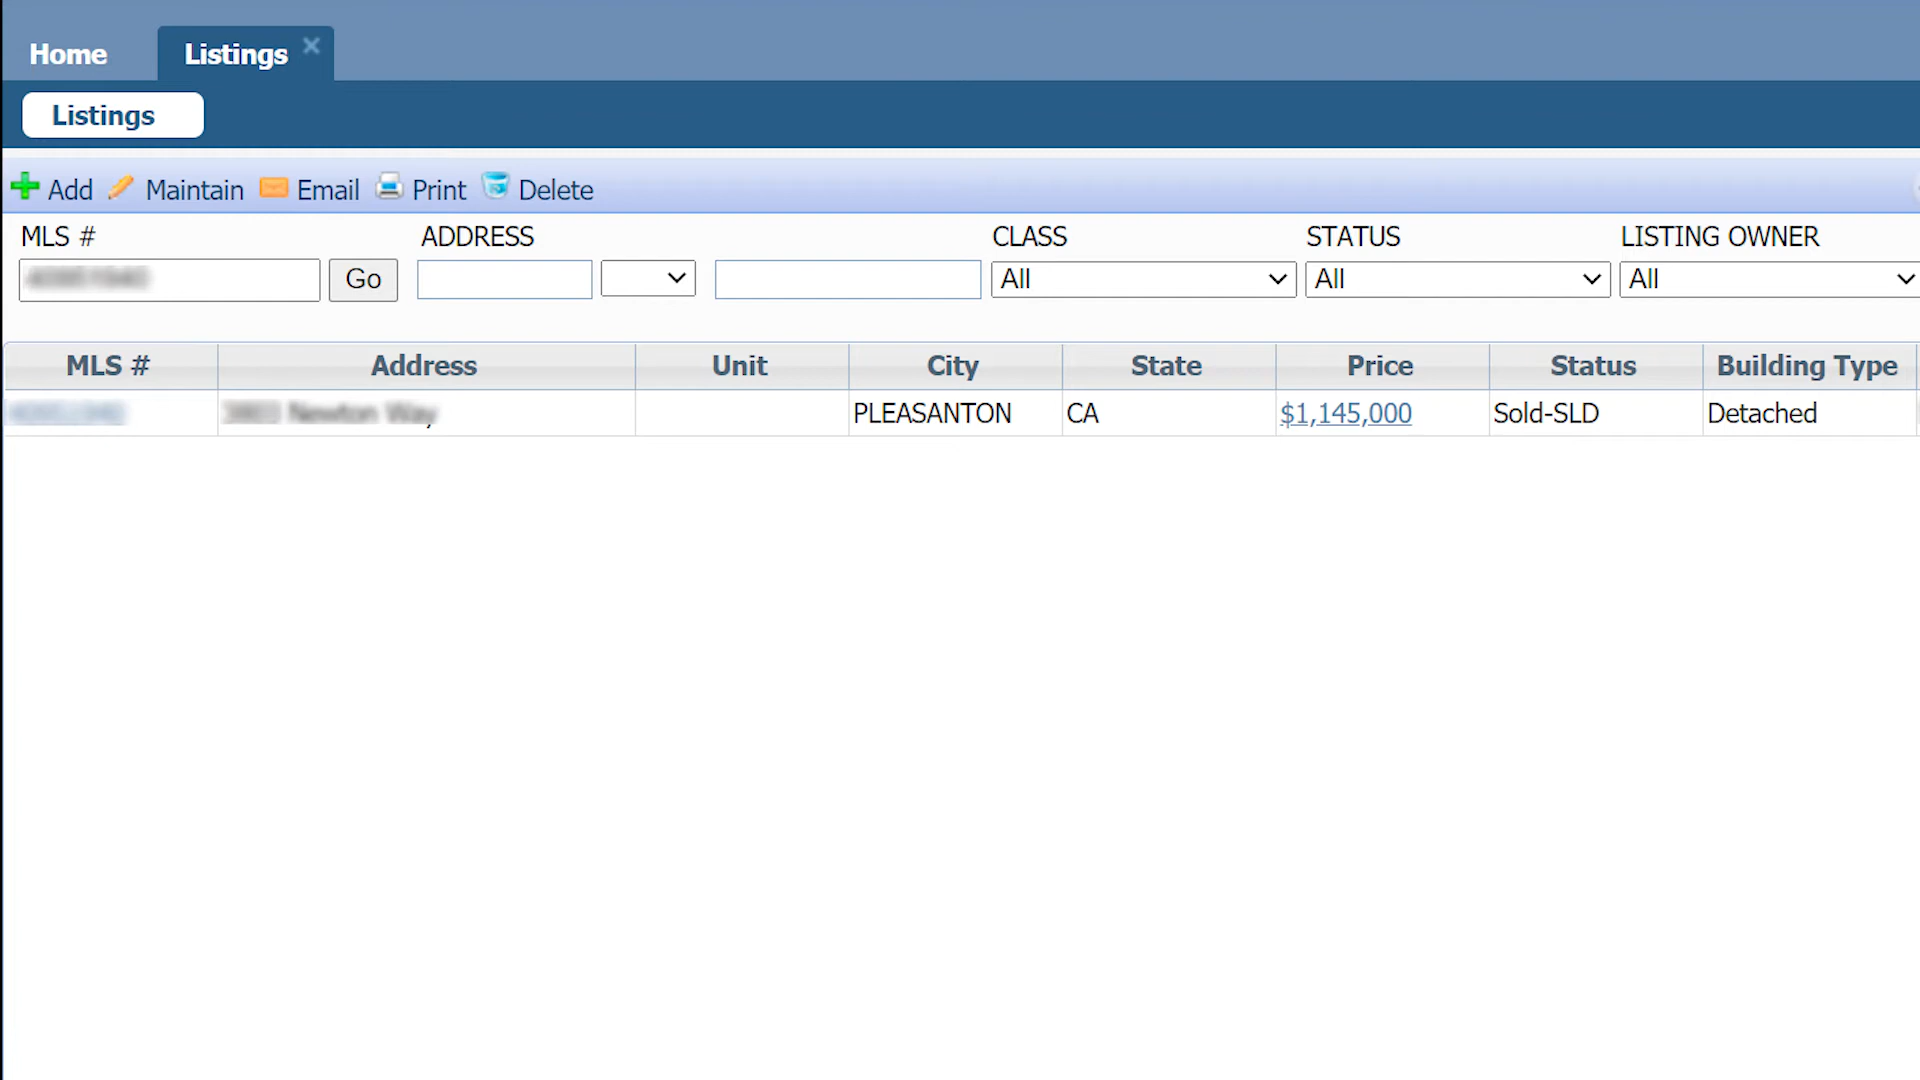 Home Listings
Listings
Add Maintain Email Print Delete
MLS # ADDRESS CLASS STATUS LISTING OWNER
Go All All All
MLS # Address Unit City State Price Status Building Type
PLEASANTON CA $1,145,000 Sold-SLD Detached